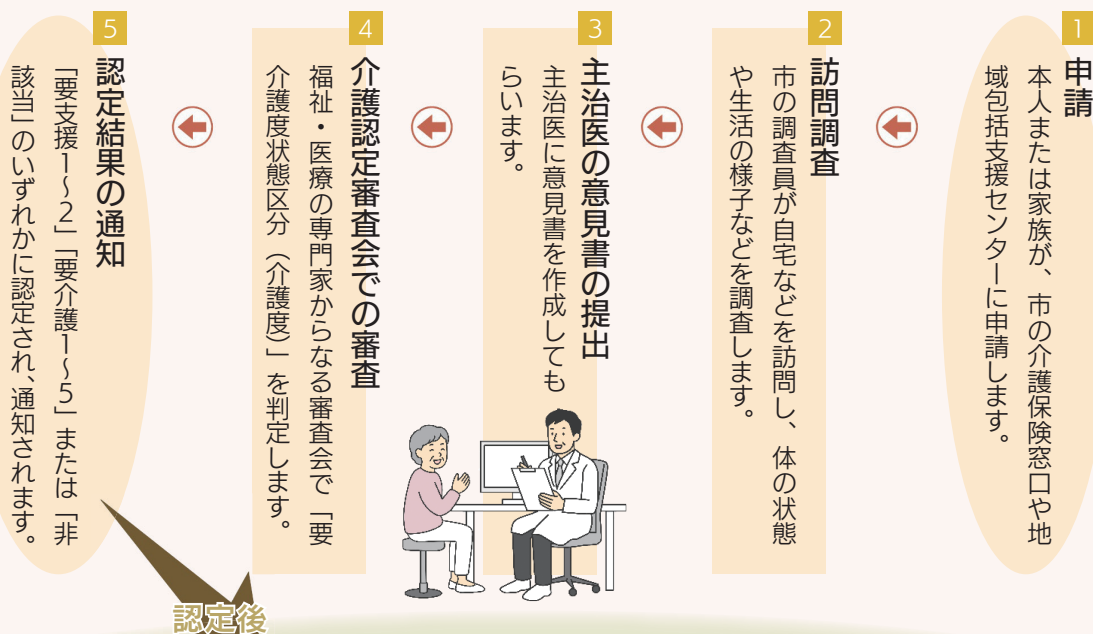 1
申請
本人または家族が、市の介護保険窓口や地
域包括支援センターに申請します。
2
訪問調査
市の調査員が自宅などを訪問し、体の状態
や生活の様子などを調査します。
3
主治医の意見書の提出
主治医に意見書を作成しても
らいます。
4
介護認定審査会での審査
福祉・医療の専門家からなる審査会で「要
介護度状態区分（介護度）」を判定します。
5
認定結果の通知
「要支援1～2」「要介護1～5」または「非
該当」のいずれかに認定され、通知されます。
認定後